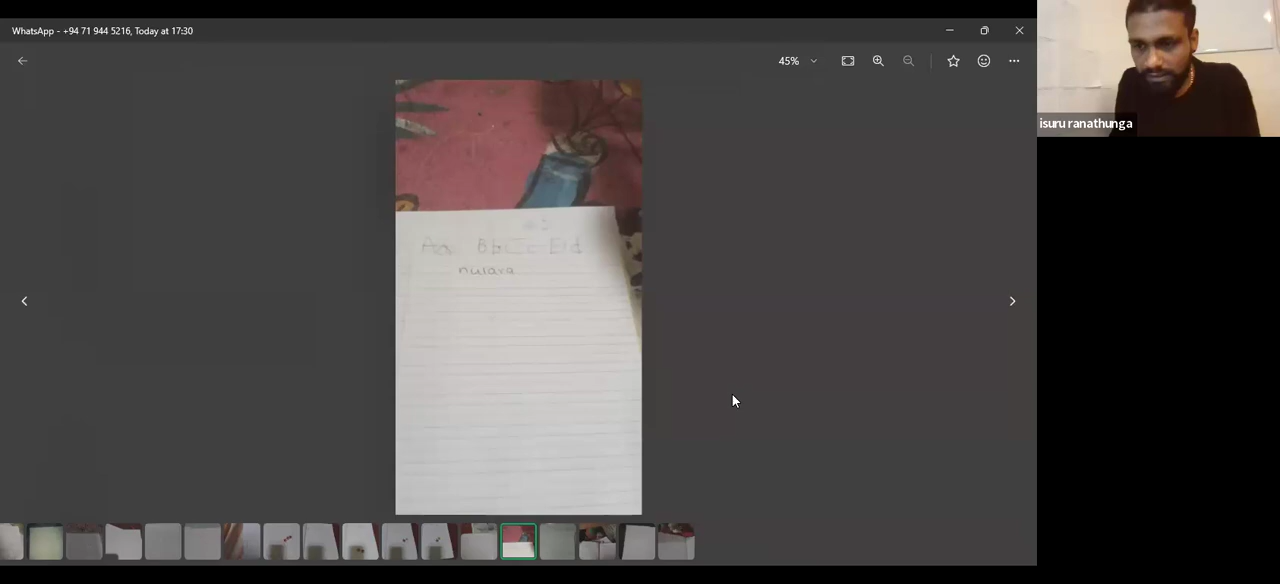 WhatsApp - +94 71 944 5216, Today at 17:30
45%
isuru ranathunga
Aa Bb Cc Dd
nulara